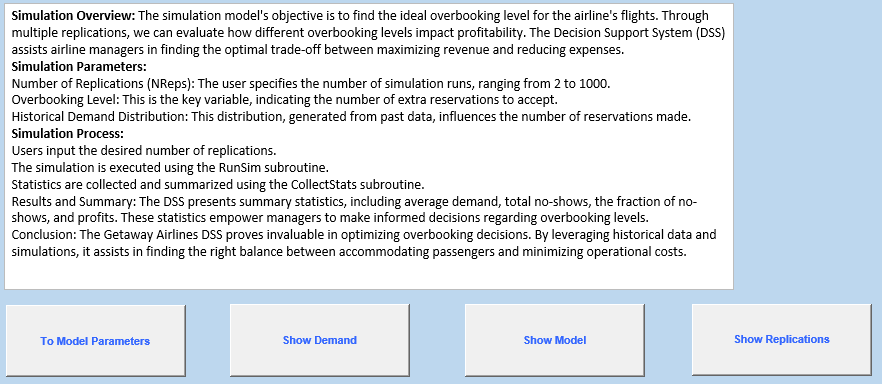 Simulation Overview: The simulation model's objective is to find the ideal overbooking level for the airline's flights. Through
multiple replications, we can evaluate how different overbooking levels impact profitability. The Decision Support System (DSS)
assists airline managers in finding the optimal trade-off between maximizing revenue and reducing expenses.
Simulation Parameters:
Number of Replications (NReps): The user specifies the number of simulation runs, ranging from 2 to 1000.
Overbooking Level: This is the key variable, indicating the number of extra reservations to accept.
Historical Demand Distribution: This distribution, generated from past data, influences the number of reservations made.
Simulation Process:
Users input the desired number of replications.
The simulation is executed using the RunSim subroutine.
Statistics are collected and summarized using the CollectStats subroutine.
Results and Summary: The DSS presents summary statistics, including average demand, total no-shows, the fraction of no-
shows, and profits. These statistics empower managers to make informed decisions regarding overbooking levels.
Conclusion: The Getaway Airlines DSS proves invaluable in optimizing overbooking decisions. By leveraging historical data and
simulations, it assists in finding the right balance between accommodating passengers and minimizing operational costs.
To Model Parameters
Show Demand
Show Model
Show Replications